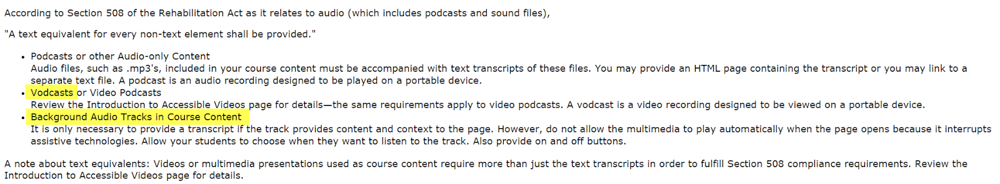 According to Section 508 of the Rehabilitation Act as it relates to audio (which includes podcasts and sound files),
"A text equivalent for every non-text element shall be provided."
• Podcasts or other Audio-only Content
Audio files, such as .mp3's, included in your course content must be accompanied with text transcripts of these files. You may provide an HTML page containing the transcript or you may link to a
separate text file. A podcast is an audio recording designed to be played on a portable device.
• Vodcasts or Video Podcasts
Review the Introduction to Accessible Videos page for details—the same requirements apply to video podcasts. A vodcast is a video recording designed to be viewed on a portable device.
• Background Audio Tracks in Course Content
It is only necessary to provide a transcript if the track provides content and context to the page. However, do not allow the multimedia to play automatically when the page opens because it interrupts
assistive technologies. Allow your students to choose when they want to listen to the track. Also provide on and off buttons.
A note about text equivalents: Videos or multimedia presentations used as course content require more than just the text transcripts in order to fulfill Section 508 compliance requirements. Review the
Introduction to Accessible Videos page for details.